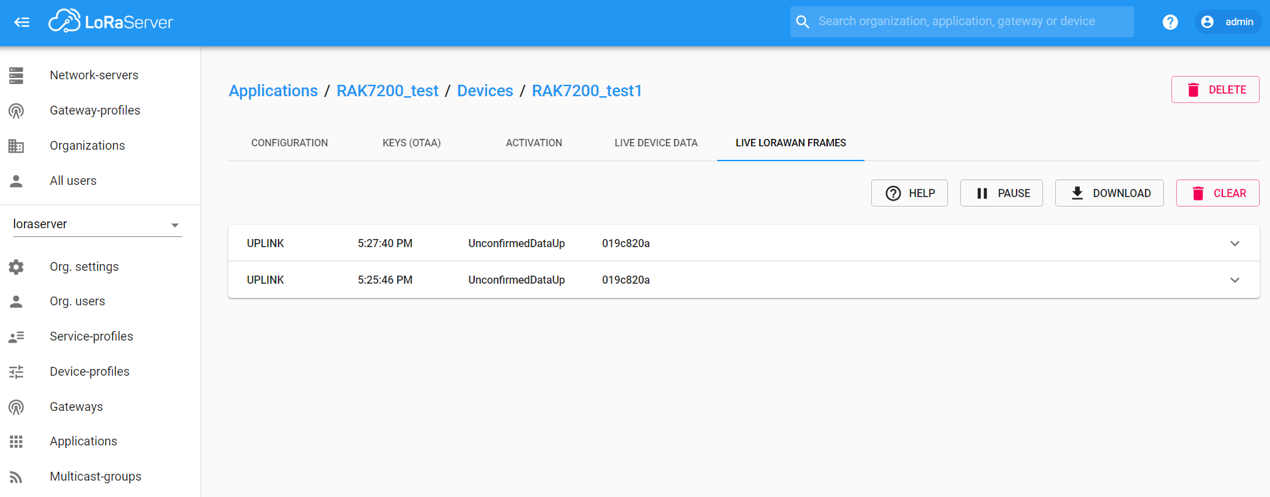 LoRaServer
Search organization, application, gateway or device
admin
Network-servers
Gateway-profiles
Organizations
All users
loraserver
Org. settings
Org. users
Service-profiles
Device-profiles
Gateways
Applications
Multicast-groups
Applications / RAK7200_test / Devices / RAK7200_test1
DELETE
CONFIGURATION KEYS (OTAA) ACTIVATION LIVE DEVICE DATA LIVE LORAWAN FRAMES
HELP PAUSE DOWNLOAD CLEAR
UPLINK 5:27:40 PM UnconfirmedDataUp 019c820a
UPLINK 5:25:46 PM UnconfirmedDataUp 019c820a